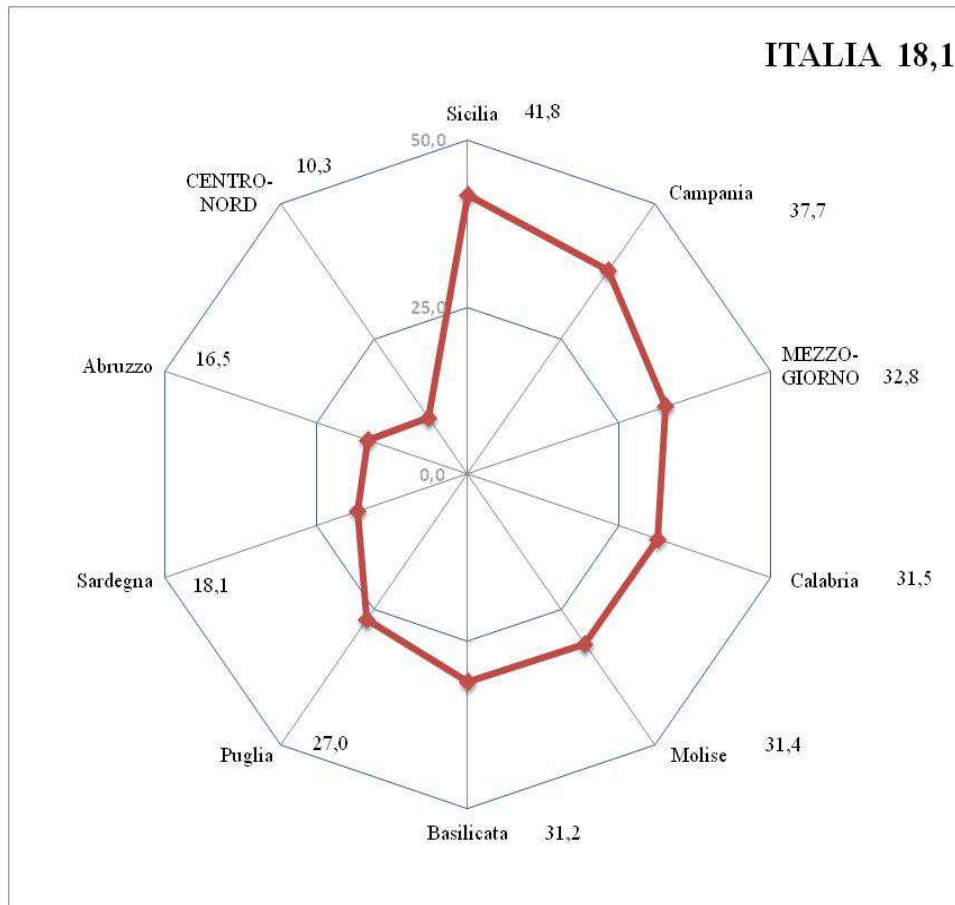 ITALIA 18,1
Sicilia 41,8
50,0
10,3
CENTRO-
NORD
Campania
37,7
MEZZO-
GIORNO 32,8
25,0
Abruzzo
16,5
0,0
Sardegna
18,1
Calabria 31,5
Puglia
27,0
Molise
31,4
Basilicata 31,2